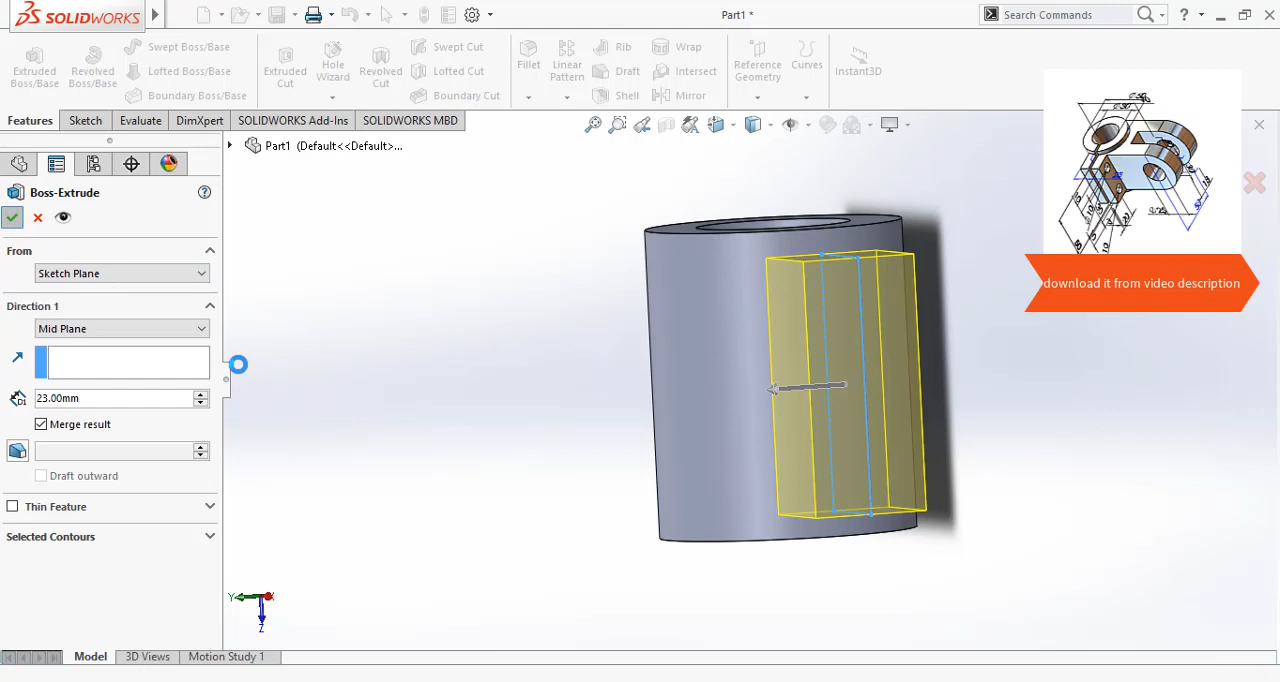 SOLIDWORKS
Part1 *
Search Commands
?
Extruded
Boss/Base
Revolved
Boss/Base
Swept Boss/Base
Lofted Boss/Base
Boundary Boss/Base
Extruded
Cut
Hole
Wizard
Revolved
Cut
Swept Cut
Lofted Cut
Boundary Cut
Fillet
Linear
Pattern
Rib
Draft
Shell
Wrap
Intersect
Mirror
Reference
Geometry
Curves
Instant3D
Features
Sketch
Evaluate
DimXpert
SOLIDWORKS Add-Ins
SOLIDWORKS MBD
Part1 (Default<<Default>...
Boss-Extrude
From
Sketch Plane
Direction 1
Mid Plane
D1
23.00mm
Merge result
Draft outward
Thin Feature
Selected Contours
download it from video description
Y
Z
Model
3D Views
Motion Study 1